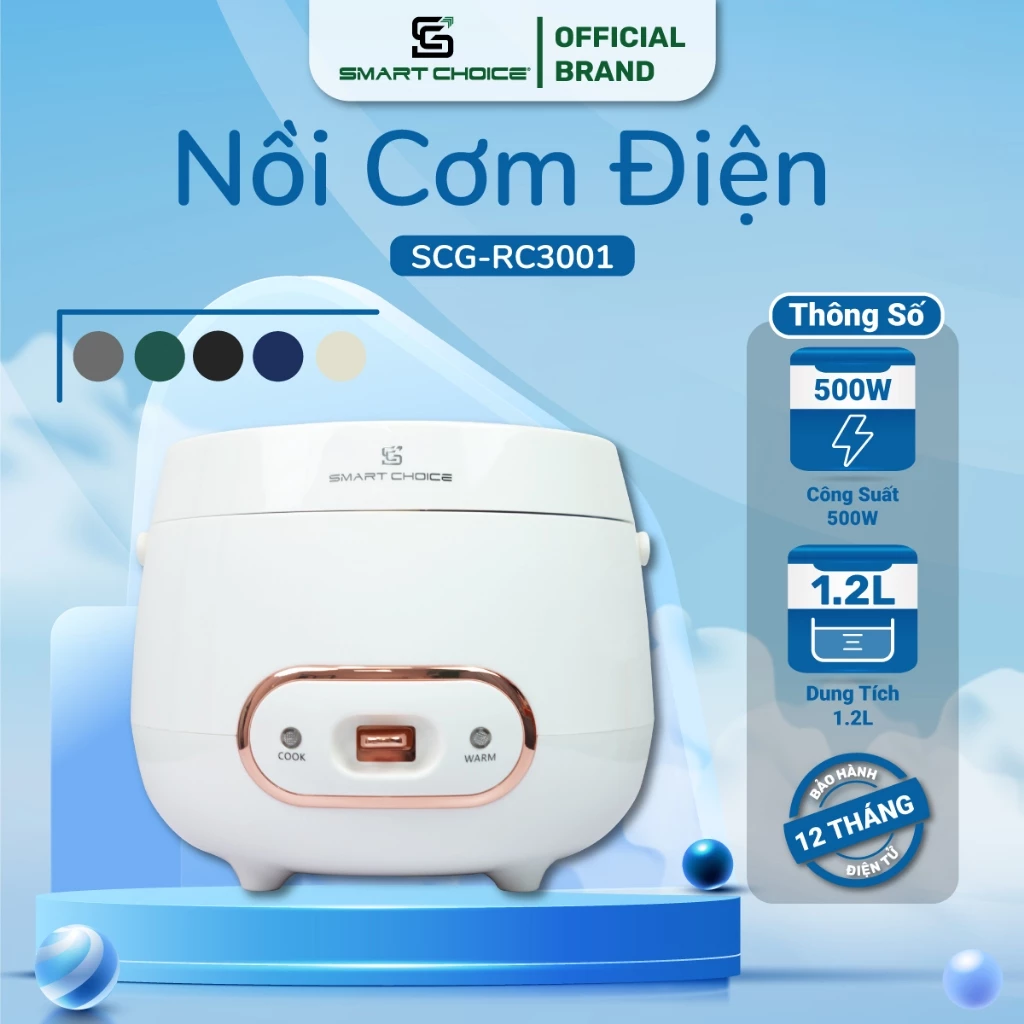 SMART CHOICE®
OFFICIAL
BRAND
Nồi Cơm Điện
SCG-RC3001
Thông Số
500W
Công Suất
500W
1.2L
Dung Tích
1.2L
BẢO HÀNH
12 THÁNG
ĐIỆN TỬ
SMART CHOICE
COOK
WARM